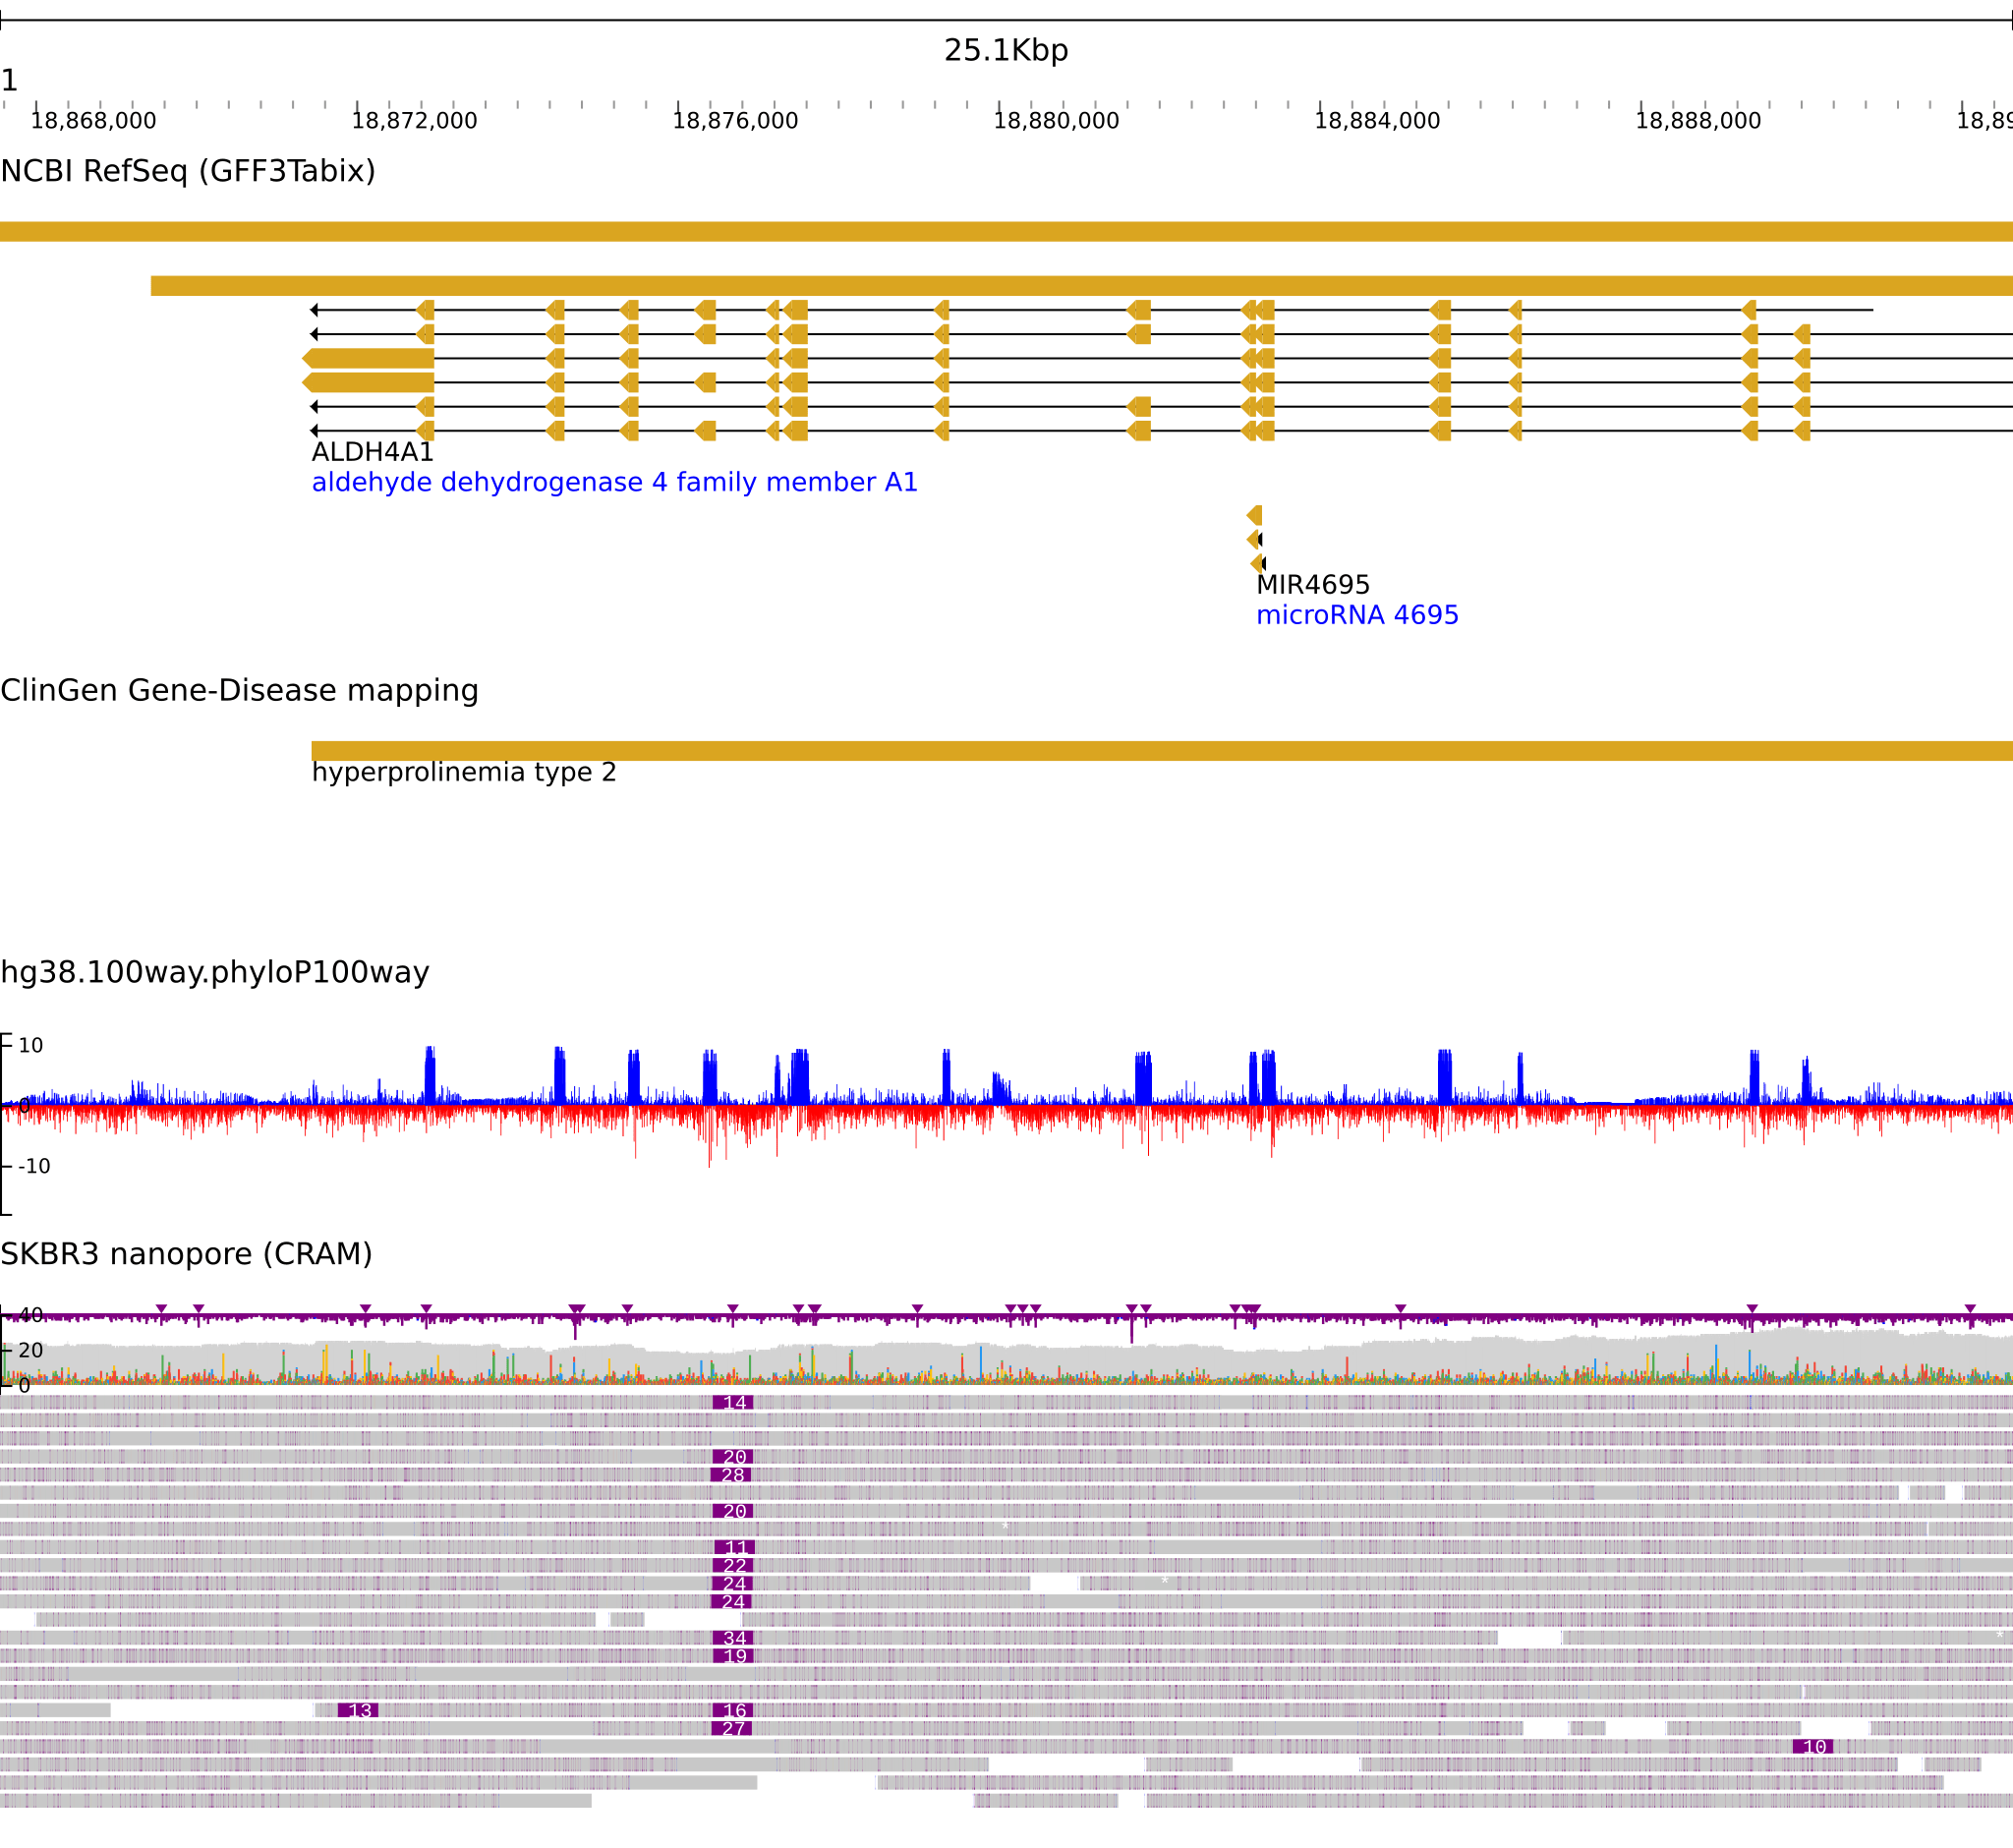 25.1Kbp
1
18,868,000 18,872,000 18,876,000 18,880,000 18,884,000 18,888,000 18,89
NCBI RefSeq (GFF3Tabix)
ALDH4A1
aldehyde dehydrogenase 4 family member A1
MIR4695
microRNA 4695
ClinGen Gene-Disease mapping
hyperprolinemia type 2
hg38.100way.phyloP100way
10
0
-10
SKBR3 nanopore (CRAM)
40
20
0
14
20
28
20
*
11
22
24 *
24
34 *
19
13 16
27
10